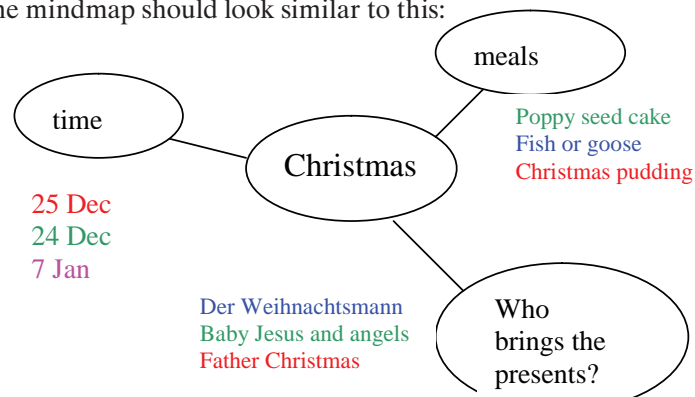 ne mindmap should look similar to this:
meals
time
Poppy seed cake
Fish or goose
Christmas pudding
Christmas
25 Dec
24 Dec
7 Jan
Der Weihnachtsmann
Baby Jesus and angels
Father Christmas
Who
brings the
presents?